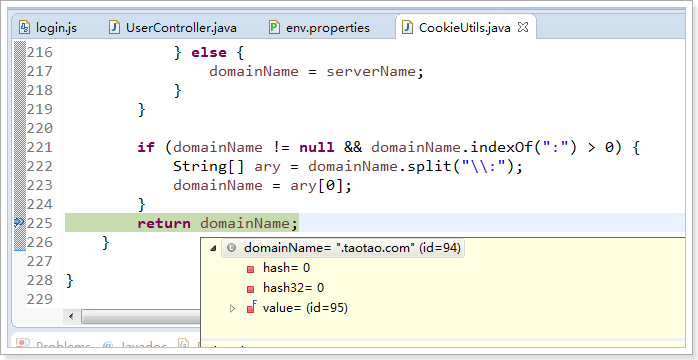 login.js UserController.java env.properties CookieUtils.java
216 } else {
217 domainName = serverName;
218 }
219 }
220
221 if (domainName != null && domainName.indexOf(":") > 0) {
222 String[] ary = domainName.split("\\:");
223 domainName = ary[0];
224 }
225 return domainName;
226 }
227
228 }
229
domainName= ".taotao.com" (id=94)
hash= 0
hash32= 0
value= (id=95)
Problems @ Javadoc